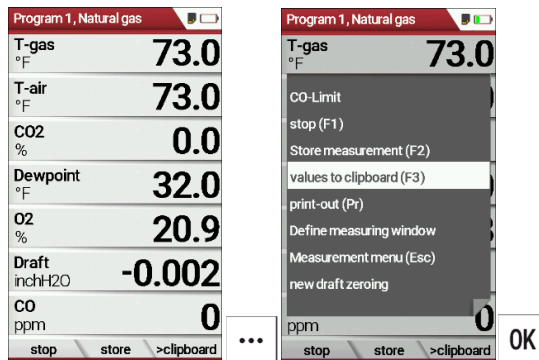 Program 1, Natural gas
T-gas 73.0
°F
T-air 73.0
°F
CO2 0.0
%
Dewpoint 32.0
°F
O2 20.9
%
Draft -0.002
inchH2O
CO 0
ppm
stop store >clipboard
...
Program 1, Natural gas
T-gas 73.0
°F
CO-Limit
stop (F1)
Store measurement (F2)
values to clipboard (F3)
print-out (Pr)
Define measuring window
Measurement menu (Esc)
new draft zeroing
ppm 0
stop store >clipboard
OK